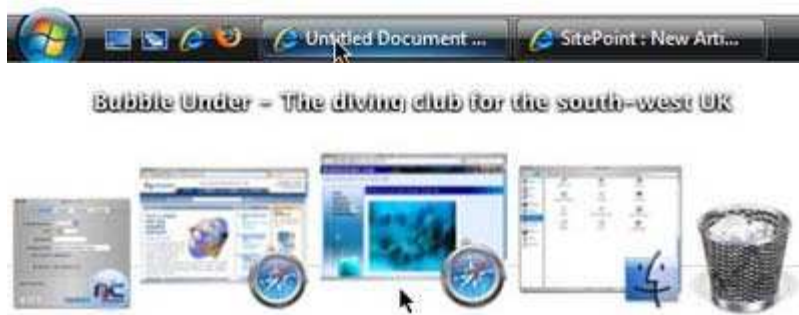 Untitled Document ... SitePoint : New Arti...
Bubble Under - The diving club for the south-west UK